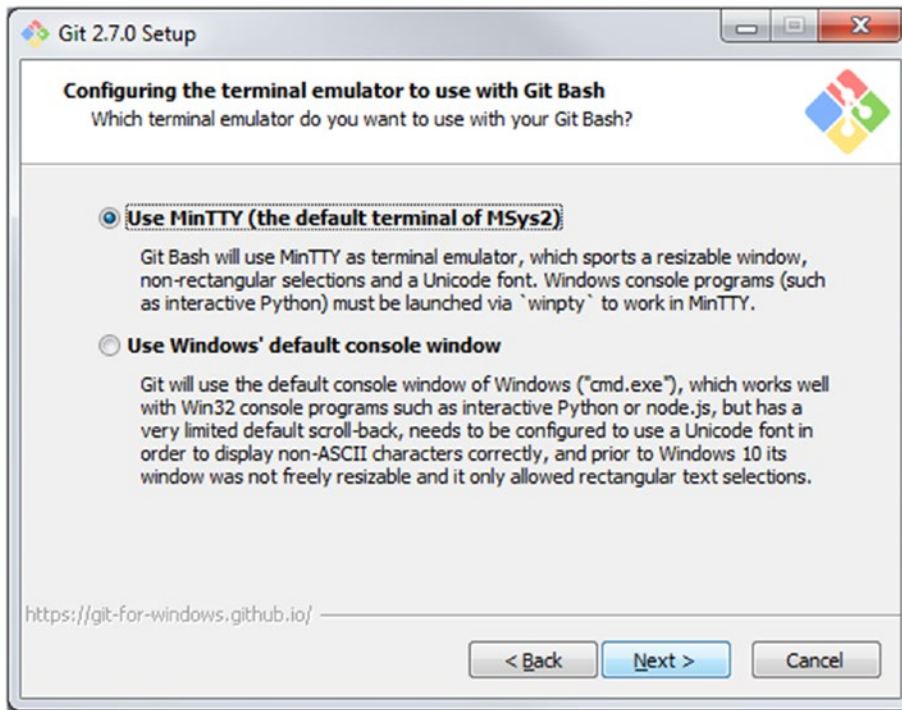 Git 2.7.0 Setup
Configuring the terminal emulator to use with Git Bash
Which terminal emulator do you want to use with your Git Bash?
Use MinTTY (the default terminal of MSys2)
Git Bash will use MinTTY as terminal emulator, which sports a resizable window,
non-rectangular selections and a Unicode font. Windows console programs (such
as interactive Python) must be launched via `winpty` to work in MinTTY.
Use Windows' default console window
Git will use the default console window of Windows ("cmd.exe"), which works well
with Win32 console programs such as interactive Python or node.js, but has a
very limited default scroll-back, needs to be configured to use a Unicode font in
order to display non-ASCII characters correctly, and prior to Windows 10 its
window was not freely resizable and it only allowed rectangular text selections.
https://git-for-windows.github.io/
< Back
Next >
Cancel